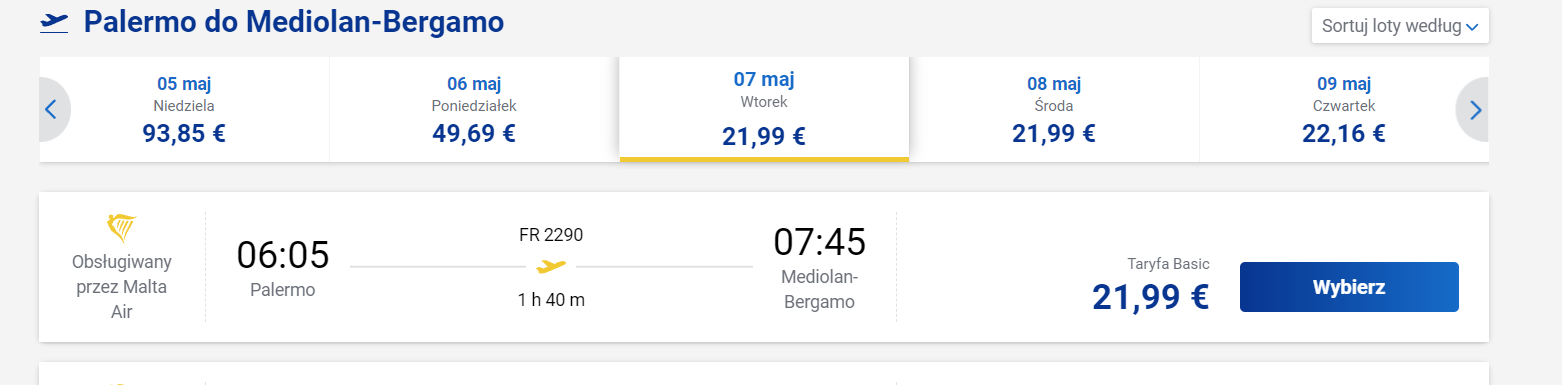 Palermo do Mediolan-Bergamo
Sortuj loty według
05 maj
Niedziela
93,85 €
06 maj
Poniedziałek
49,69 €
07 maj
Wtorek
21,99 €
08 maj
Środa
21,99 €
09 maj
Czwartek
22,16 €
Obsługiwany
przez Malta
Air
06:05
Palermo
FR 2290
1 h 40 m
07:45
Mediolan-
Bergamo
Taryfa Basic
21,99 €
Wybierz